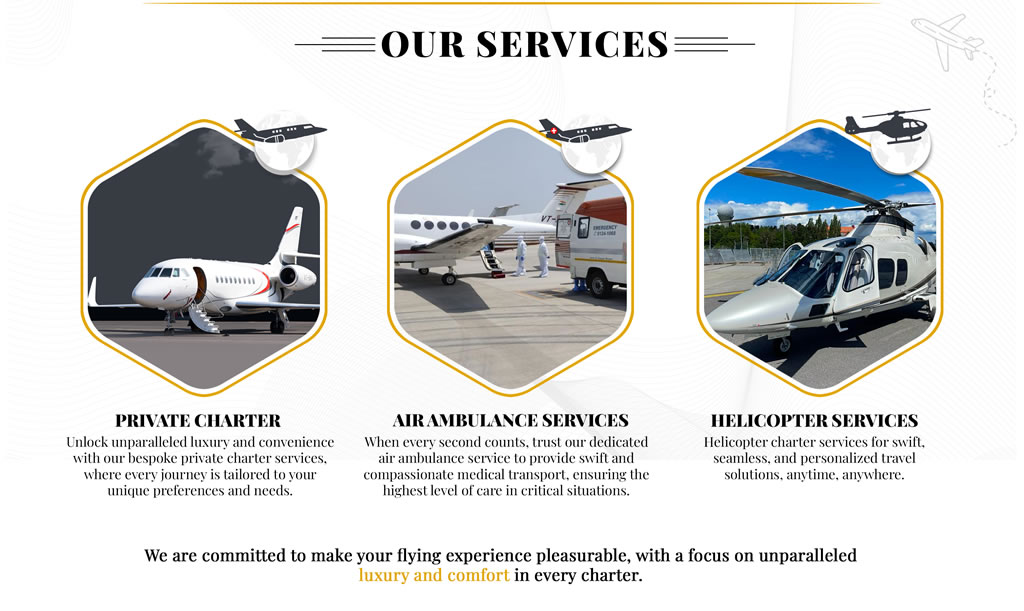 OUR SERVICES
VT-
EMERGENCY
PRIVATE CHARTER
Unlock unparalleled luxury and convenience
with our bespoke private charter services,
where every journey is tailored to your
unique preferences and needs.
AIR AMBULANCE SERVICES
When every second counts, trust our dedicated
air ambulance service to provide swift and
compassionate medical transport, ensuring the
highest level of care in critical situations.
HELICOPTER SERVICES
Helicopter charter services for swift,
seamless, and personalized travel
solutions, anytime, anywhere.
We are committed to make your flying experience pleasurable, with a focus on unparalleled
luxury and comfort in every charter.